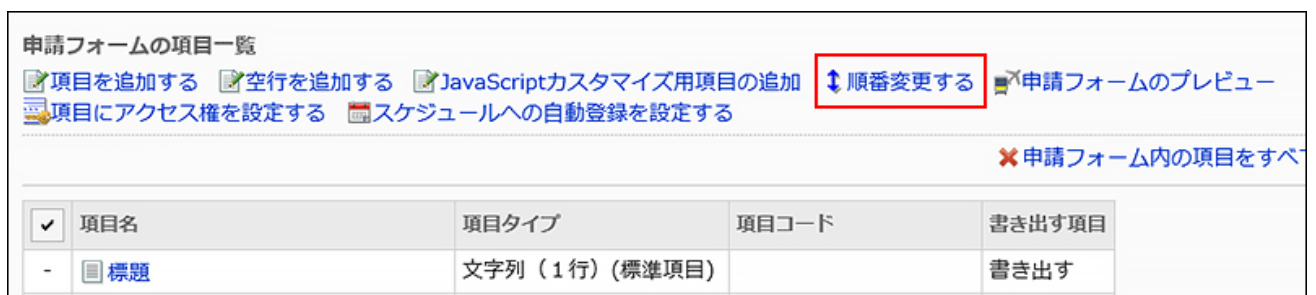 申請フォームの項目一覧
項目を追加する 空行を追加する JavaScriptカスタマイズ用項目の追加 順番変更する 申請フォームのプレビュー
項目にアクセス権を設定する スケジュールへの自動登録を設定する
申請フォーム内の項目をすべ
項目名 項目タイプ 項目コード 書き出す項目
- 標題 文字列（１行）(標準項目) 書き出す